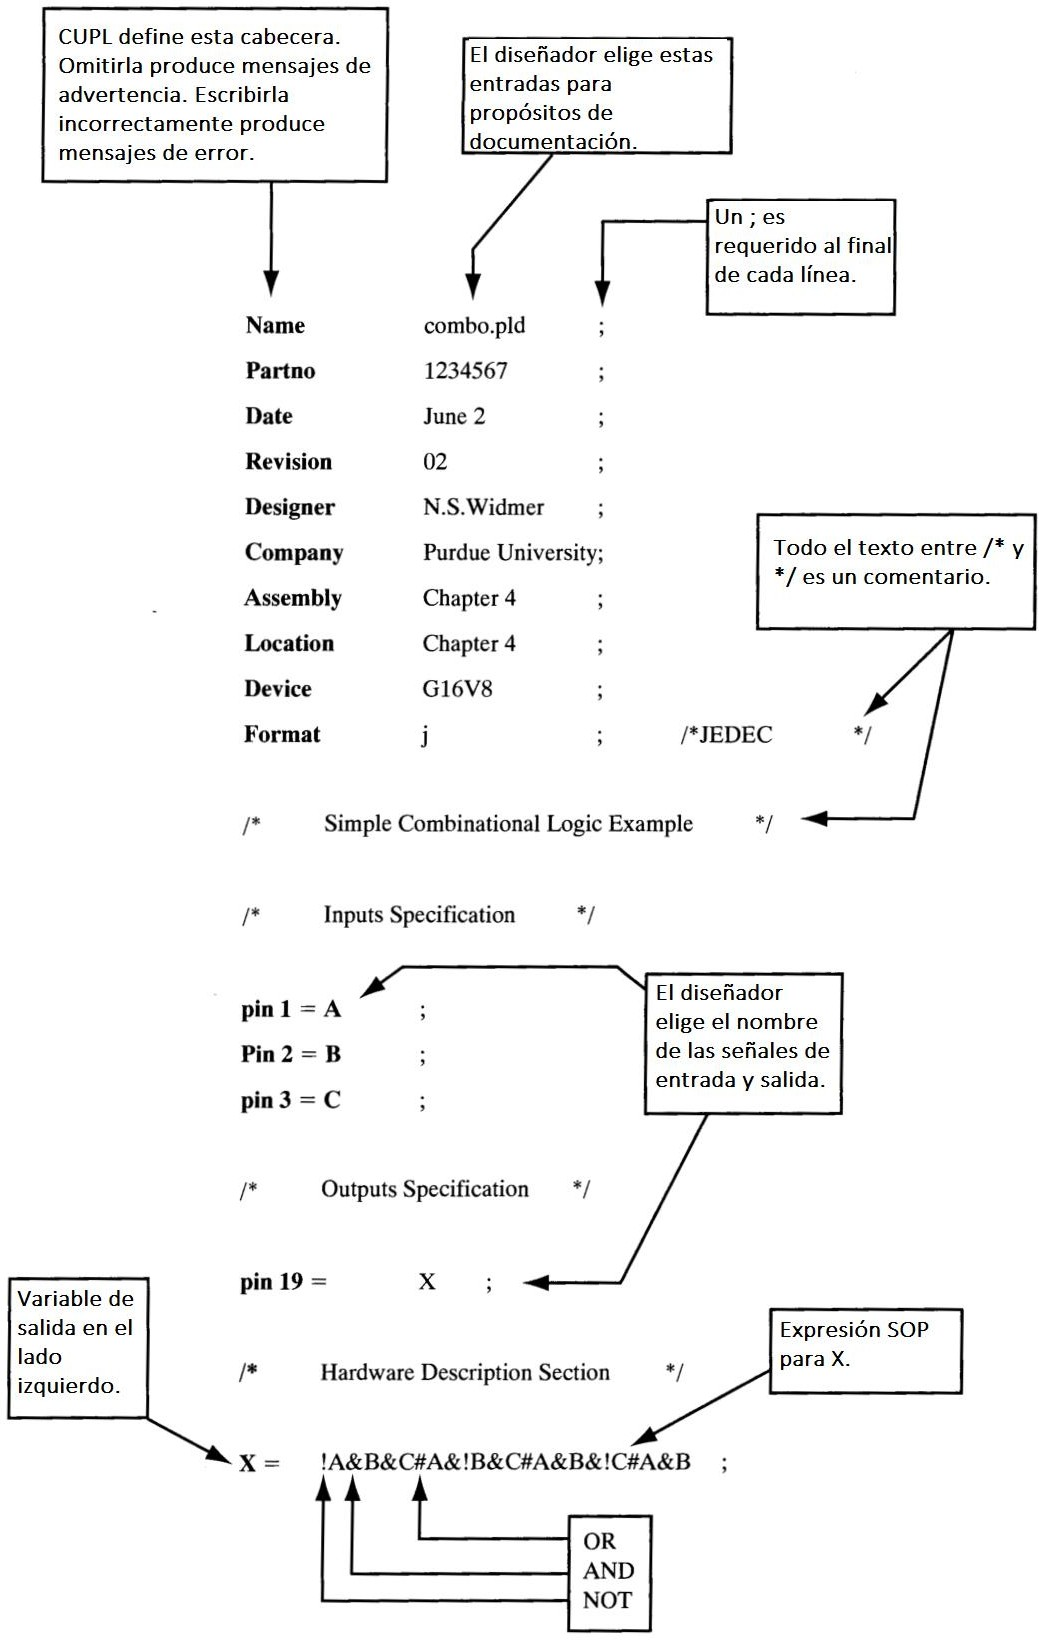 CUPL define esta cabecera.
Omitirla produce mensajes de
advertencia. Escribirla
incorrectamente produce
mensajes de error.
El diseñador elige estas
entradas para
propósitos de
documentación.
Un ; es
requerido al final
de cada línea.
Name combo.pld ;
Partno 1234567 ;
Date June 2 ;
Revision 02 ;
Designer N.S.Widmer ;
Company Purdue University;
Assembly Chapter 4 ;
Location Chapter 4 ;
Device G16V8 ;
Format j ; /*JEDEC */
Todo el texto entre /* y
*/ es un comentario.
/* Simple Combinational Logic Example */
/* Inputs Specification */
pin 1 = A ;
Pin 2 = B ;
pin 3 = C ;
El diseñador
elige el nombre
de las señales de
entrada y salida.
/* Outputs Specification */
pin 19 = X ;
Variable de
salida en el
lado
izquierdo.
Expresión SOP
para X.
/* Hardware Description Section */
X = !A&B&C#A&!B&C#A&B&!C#A&B ;
OR
AND
NOT